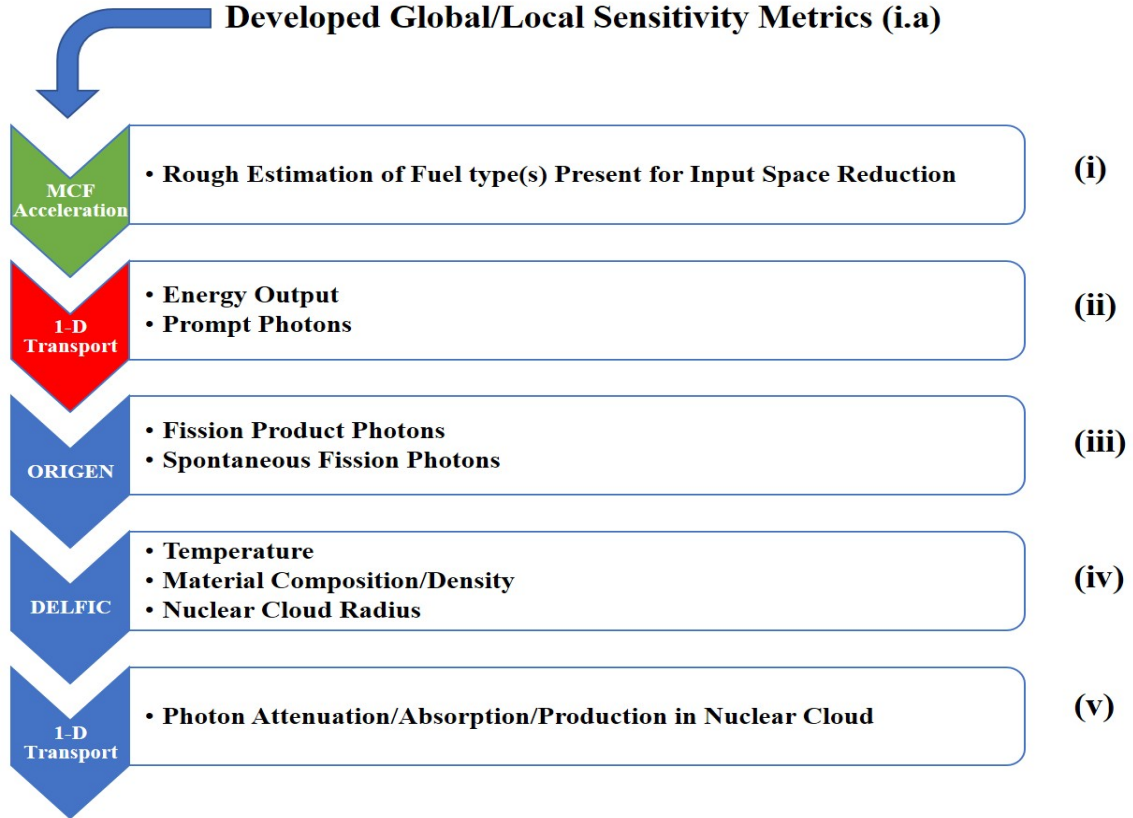 Developed Global/Local Sensitivity Metrics (i.a)
MCF
Acceleration
• Rough Estimation of Fuel type(s) Present for Input Space Reduction
(i)
1-D
Transport
• Energy Output
• Prompt Photons
(ii)
ORIGEN
• Fission Product Photons
• Spontaneous Fission Photons
(iii)
DELFIC
• Temperature
• Material Composition/Density
• Nuclear Cloud Radius
(iv)
1-D
Transport
• Photon Attenuation/Absorption/Production in Nuclear Cloud
(v)